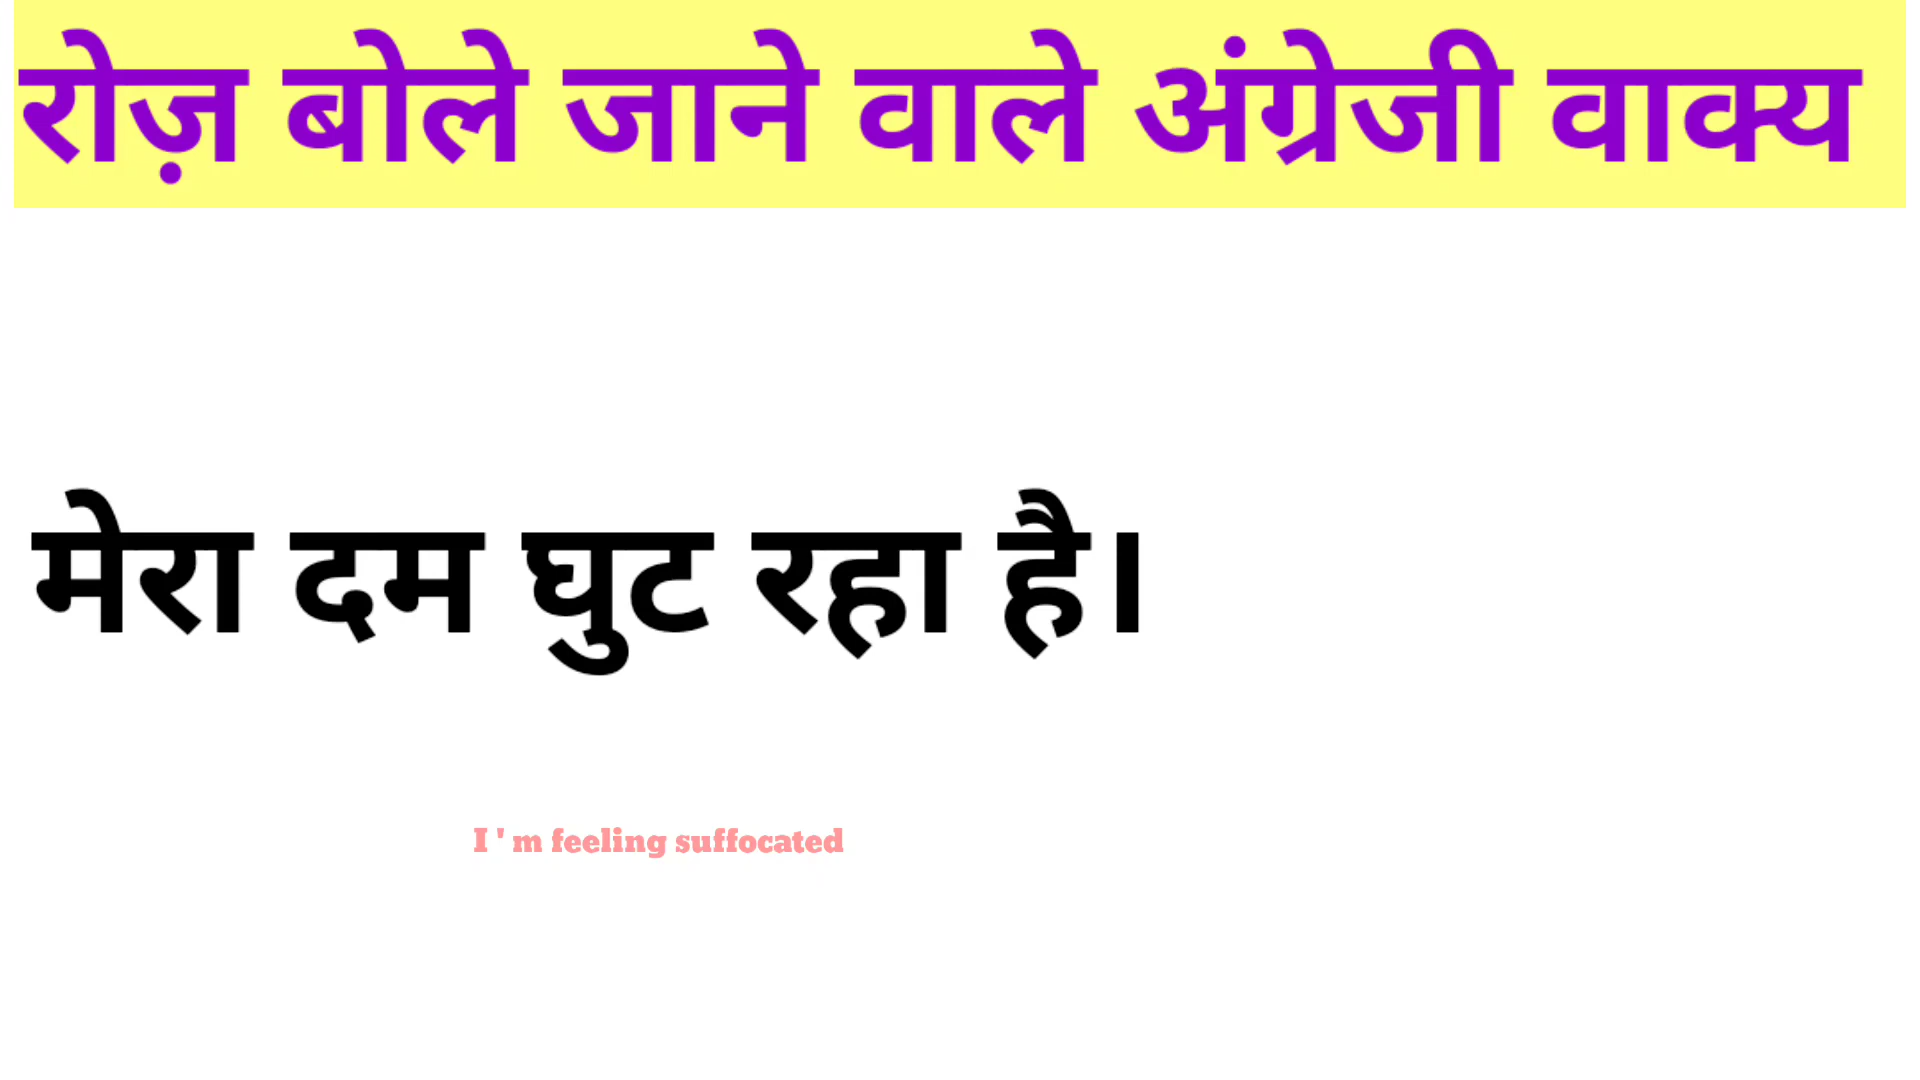 रोज़ बोले जाने वाले अंग्रेजी वाक्य
मेरा दम घुट रहा है।
I ' m feeling suffocated